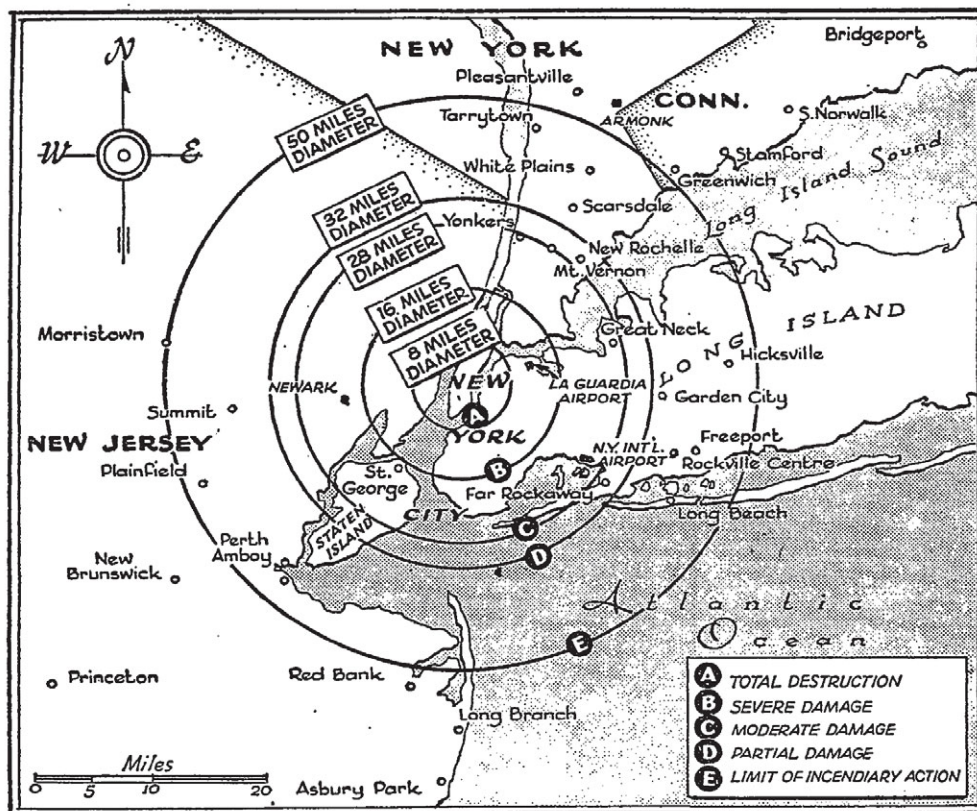 N
W
E
NEW YORK
Bridgeport
Pleasantville
CONN.
ARMONK
50 MILES
DIAMETER
Tarrytown
S. Norwalk
Stamford
White Plains
Greenwich
Long Island Sound
32 MILES
DIAMETER
Scarsdale
Yonkers
28 MILES
DIAMETER
New Rochelle
Mt. Vernon
16 MILES
DIAMETER
Morristown
8 MILES
DIAMETER
Great Neck
LONG ISLAND
Hicksville
NEWARK
NEW
LA GUARDIA
AIRPORT
Garden City
Summit
A
YORK
NEW JERSEY
Freeport
N.Y. INT'L.
AIRPORT
Rockville Centre
Plainfield
St.
George
B
Far Rockaway
CITY
Long Beach
STATEN
ISLAND
C
Perth
Amboy
D
New
Brunswick
Atlantic
Ocean
E
Princeton
Red Bank
Long Branch
A TOTAL DESTRUCTION
B SEVERE DAMAGE
C MODERATE DAMAGE
D PARTIAL DAMAGE
E LIMIT OF INCENDIARY ACTION
Miles
0 5 10 20
Asbury Park